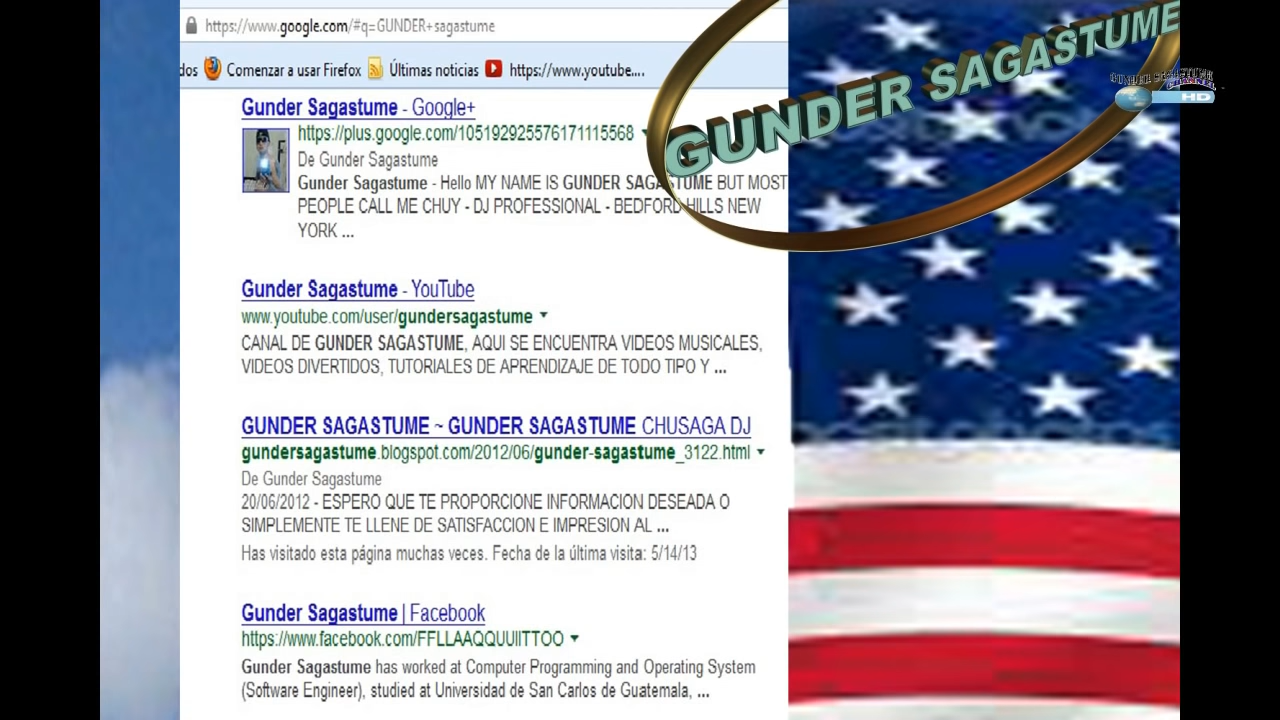 https://www.google.com/#q=GUNDER+sagastume
dos Comenzar a usar Firefox Últimas noticias https://www.youtube....
GUNDER SAGASTUME
GUNDER SAGASTUME
CHANNEL
HD
Gunder Sagastume - Google+
https://plus.google.com/105192925576171115568
De Gunder Sagastume
Gunder Sagastume - Hello MY NAME IS GUNDER SAGASTUME BUT MOST
PEOPLE CALL ME CHUY - DJ PROFESSIONAL - BEDFORD HILLS NEW
YORK ...
Gunder Sagastume - YouTube
www.youtube.com/user/gundersagastume
CANAL DE GUNDER SAGASTUME, AQUI SE ENCUENTRA VIDEOS MUSICALES,
VIDEOS DIVERTIDOS, TUTORIALES DE APRENDIZAJE DE TODO TIPO Y ...
GUNDER SAGASTUME ~ GUNDER SAGASTUME CHUSAGA DJ
gundersagastume.blogspot.com/2012/06/gunder-sagastume_3122.html
De Gunder Sagastume
20/06/2012 - ESPERO QUE TE PROPORCIONE INFORMACION DESEADA O
SIMPLEMENTE TE LLENE DE SATISFACCION E IMPRESION AL ...
Has visitado esta página muchas veces. Fecha de la última visita: 5/14/13
Gunder Sagastume | Facebook
https://www.facebook.com/FFLLAAQQUUIITTOO
Gunder Sagastume has worked at Computer Programming and Operating System
(Software Engineer), studied at Universidad de San Carlos de Guatemala, ...